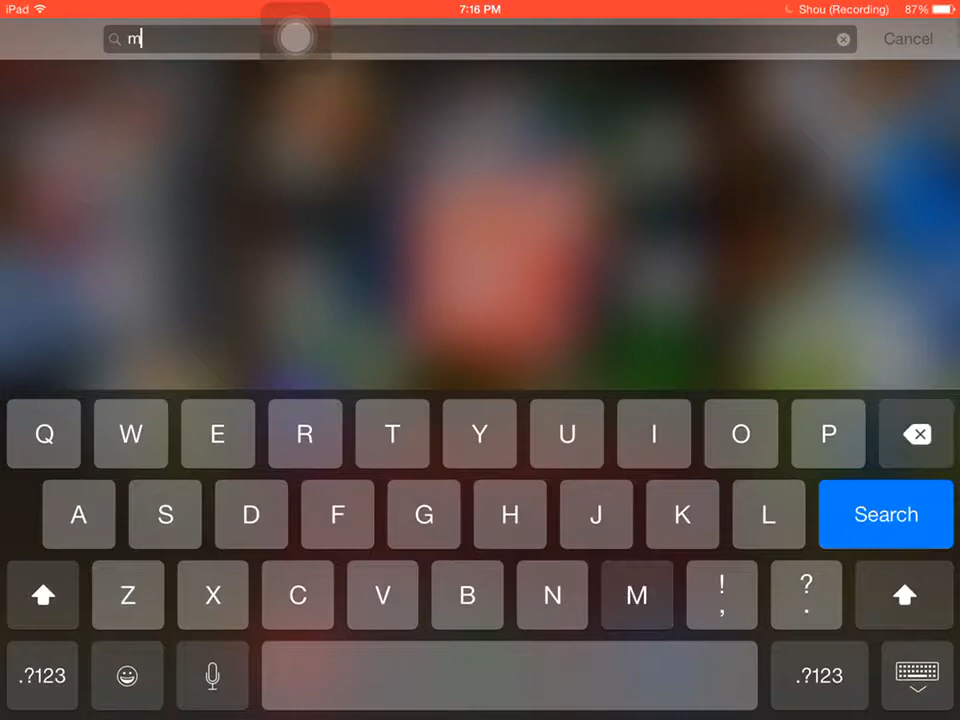 iPad 7:16 PM Shou (Recording) 87%
m Cancel
Q W E R T Y U I O P
A S D F G H J K L Search
Z X C V B N M ! , ? .
.?123 .?123